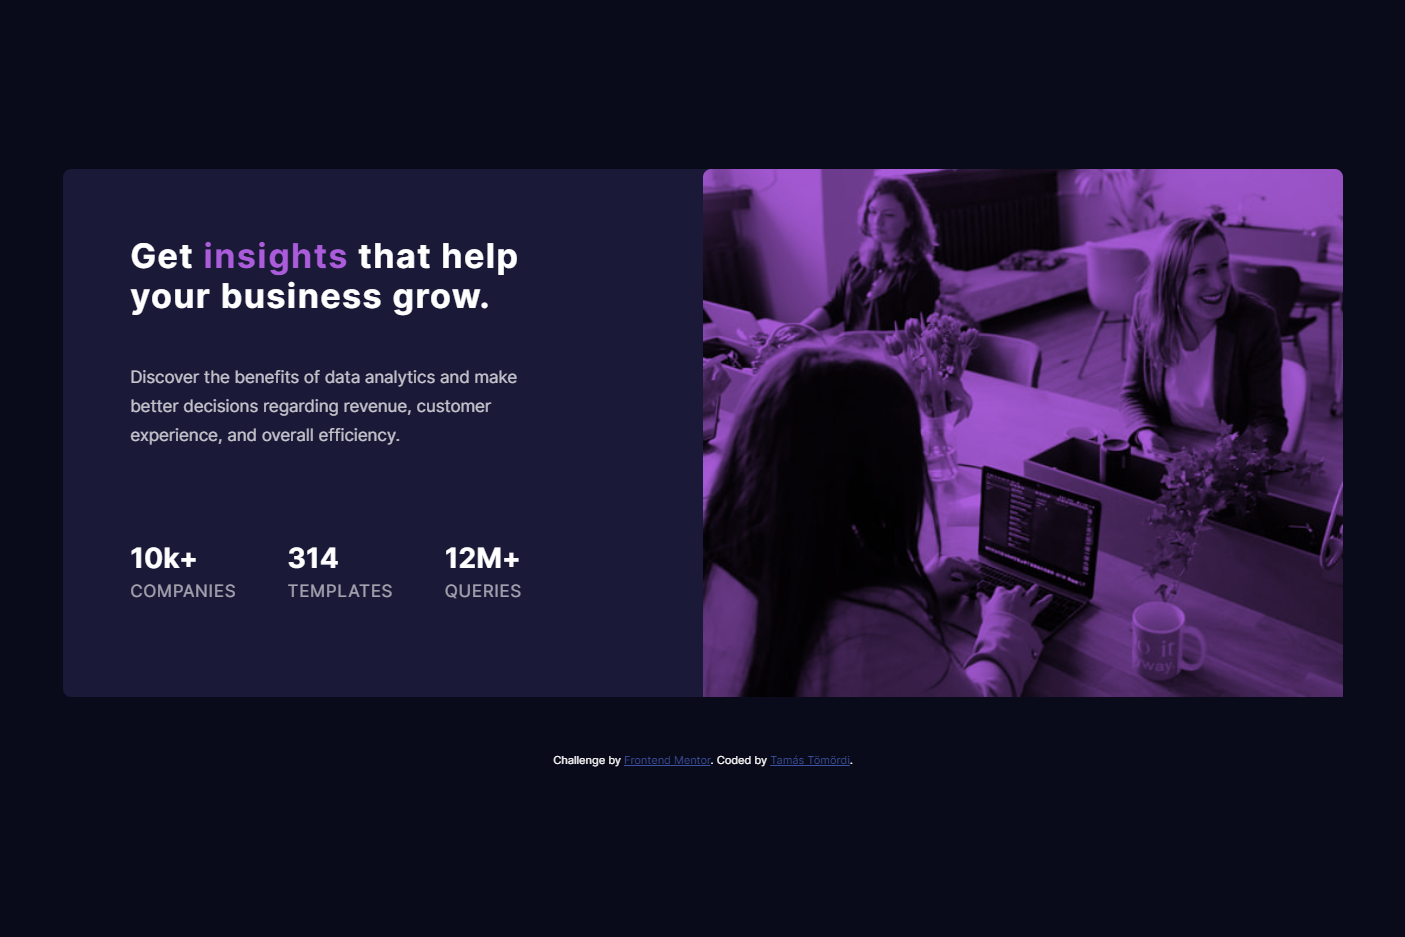 Get insights that help
your business grow.
Discover the benefits of data analytics and make
better decisions regarding revenue, customer
experience, and overall efficiency.
10k+
314
12M+
COMPANIES
TEMPLATES
QUERIES
Challenge by Frontend Mentor. Coded by Tamás Tömördi.